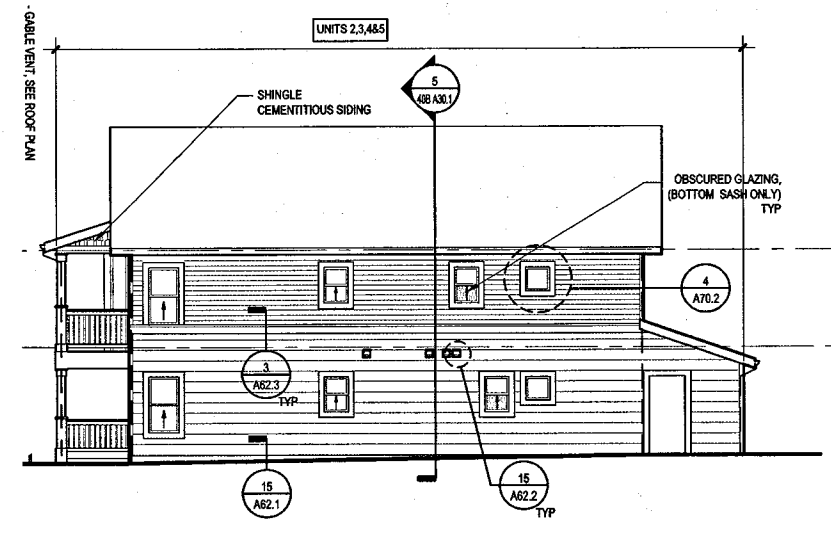 UNITS 2,3,4&5
- GABLE VENT, SEE ROOF PLAN
SHINGLE
CEMENTITIOUS SIDING
5
40B A30.1
OBSCURED GLAZING,
(BOTTOM SASH ONLY)
TYP
4
A70.2
3
A62.3
TYP
15
A62.1
15
A62.2
TYP